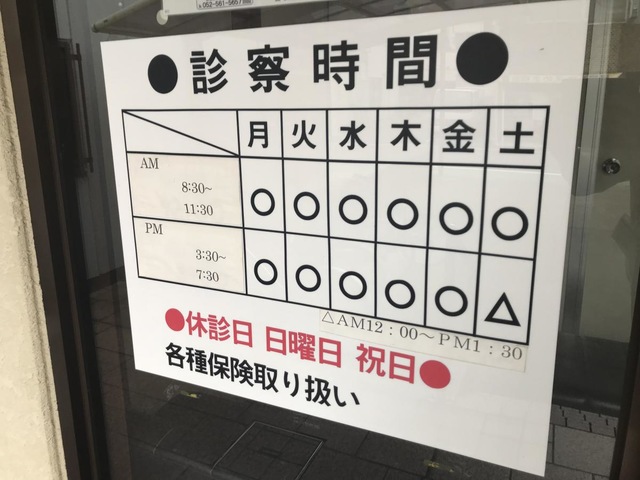 ●診察時間●
月 火 水 木 金 土
AM
8:30~
11:30
○ ○ ○ ○ ○ ○
PM
3:30~
7:30
○ ○ ○ ○ ○ △
△AM12：00～PM1：30
●休診日 日曜日 祝日●
各種保険取り扱い